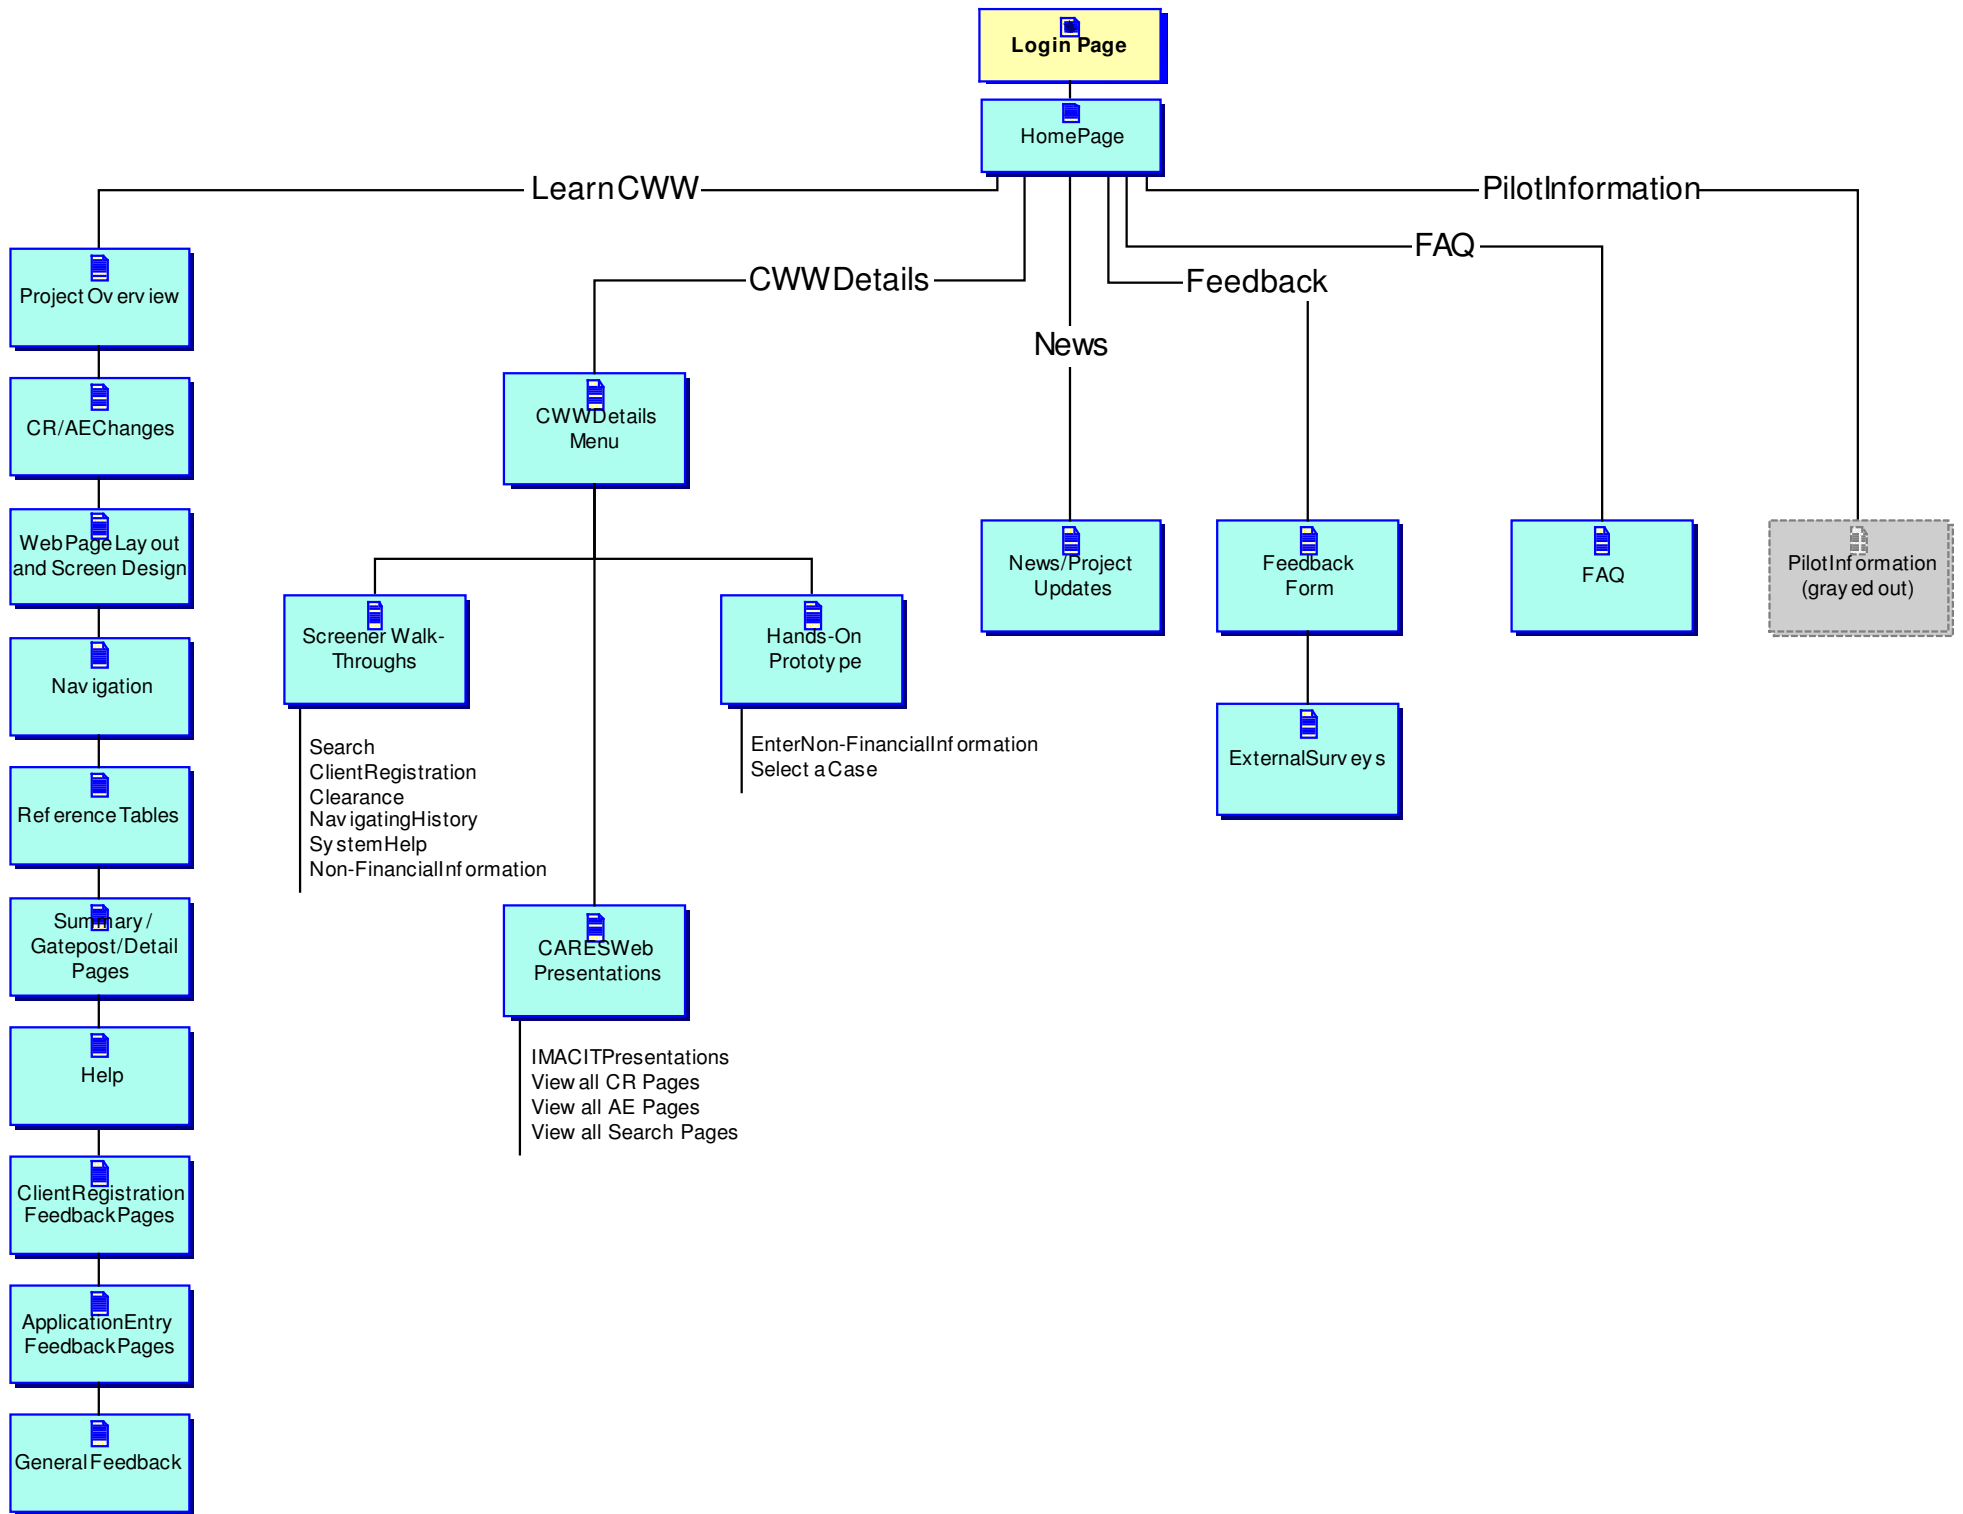 Login Page
HomePage
LearnCWW
PilotInformation
FAQ
CWWDetails
Feedback
News
Project Overview
CR/AEChanges
Web Page Layout
and Screen Design
Navigation
Reference Tables
Summary/
Gatepost/Detail
Pages
Help
ClientRegistration
FeedbackPages
ApplicationEntry
FeedbackPages
General Feedback
CWWDetails
Menu
Screener Walk-
Throughs
Search
ClientRegistration
Clearance
NavigatingHistory
SystemHelp
Non-FinancialInformation
Hands-On
Prototype
EnterNon-FinancialInformation
Select a Case
CARESWeb
Presentations
IMACITPresentations
View all CR Pages
View all AE Pages
View all Search Pages
News/Project
Updates
Feedback
Form
ExternalSurveys
FAQ
PilotInformation
(grayed out)